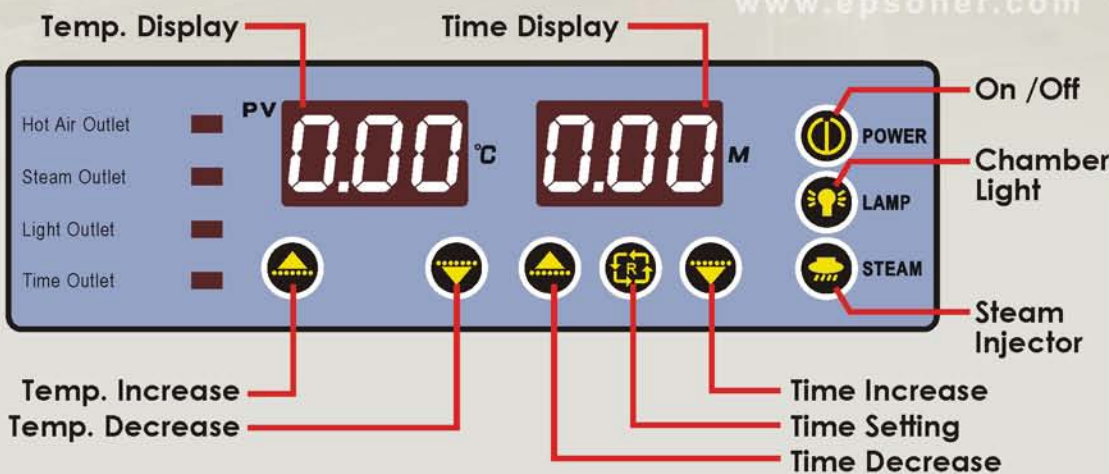 www.epsoner.com
Temp. Display
Time Display
Hot Air Outlet
Steam Outlet
Light Outlet
Time Outlet
PV
0.00
°C
0.00
M
POWER
LAMP
STEAM
R
On /Off
Chamber
Light
Steam
Injector
Temp. Increase
Temp. Decrease
Time Increase
Time Setting
Time Decrease